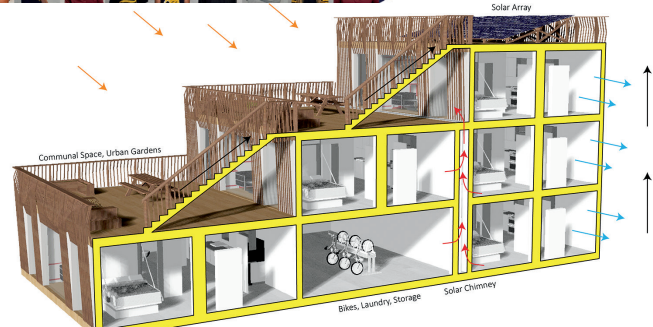 Solar Array
Communal Space, Urban Gardens
Bikes, Laundry, Storage
Solar Chimney